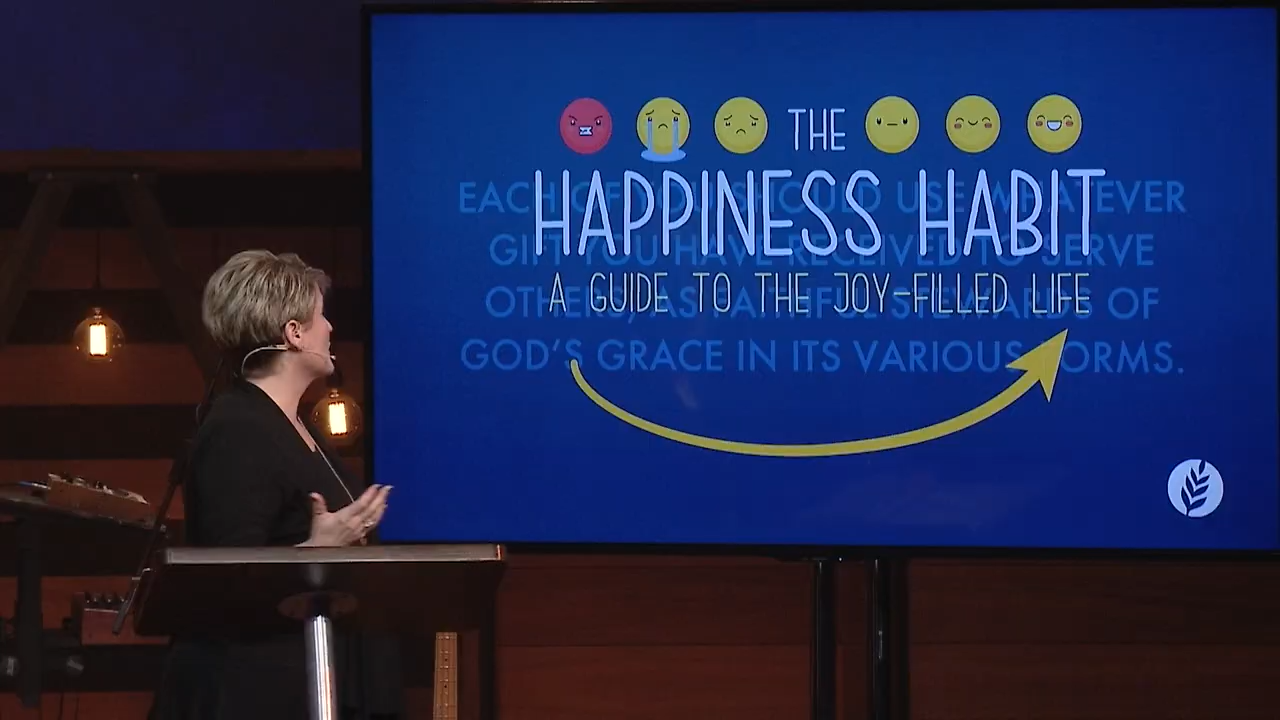 THE
HAPPINESS HABIT
A GUIDE TO THE JOY-FILLED LIFE
EACH OF SHOULD USE WHATEVER
GIFT YOU HAVE RECEIVED TO SERVE
OTHERS, AS FAITHFUL STEWARDS OF
GOD'S GRACE IN ITS VARIOUS FORMS.